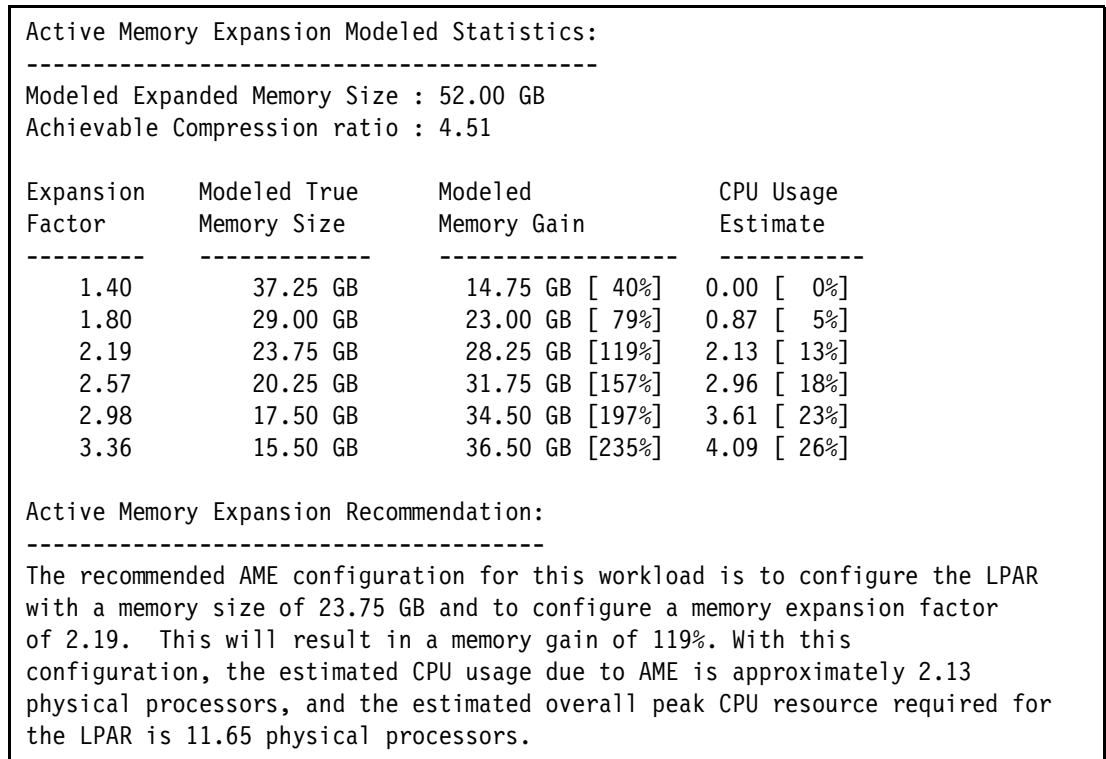 Active Memory Expansion Modeled Statistics:
-------------------------------------------
Modeled Expanded Memory Size : 52.00 GB
Achievable Compression ratio : 4.51
Expansion    Modeled True    Modeled              CPU Usage
Factor       Memory Size     Memory Gain          Estimate
---------    -------------   ------------------   -----------
1.40         37.25 GB        14.75 GB [ 40%]   0.00 [  0%]
1.80         29.00 GB        23.00 GB [ 79%]   0.87 [  5%]
2.19         23.75 GB        28.25 GB [119%]   2.13 [ 13%]
2.57         20.25 GB        31.75 GB [157%]   2.96 [ 18%]
2.98         17.50 GB        34.50 GB [197%]   3.61 [ 23%]
3.36         15.50 GB        36.50 GB [235%]   4.09 [ 26%]
Active Memory Expansion Recommendation:
---------------------------------------
The recommended AME configuration for this workload is to configure the LPAR
with a memory size of 23.75 GB and to configure a memory expansion factor
of 2.19.  This will result in a memory gain of 119%. With this
configuration, the estimated CPU usage due to AME is approximately 2.13
physical processors, and the estimated overall peak CPU resource required for
the LPAR is 11.65 physical processors.